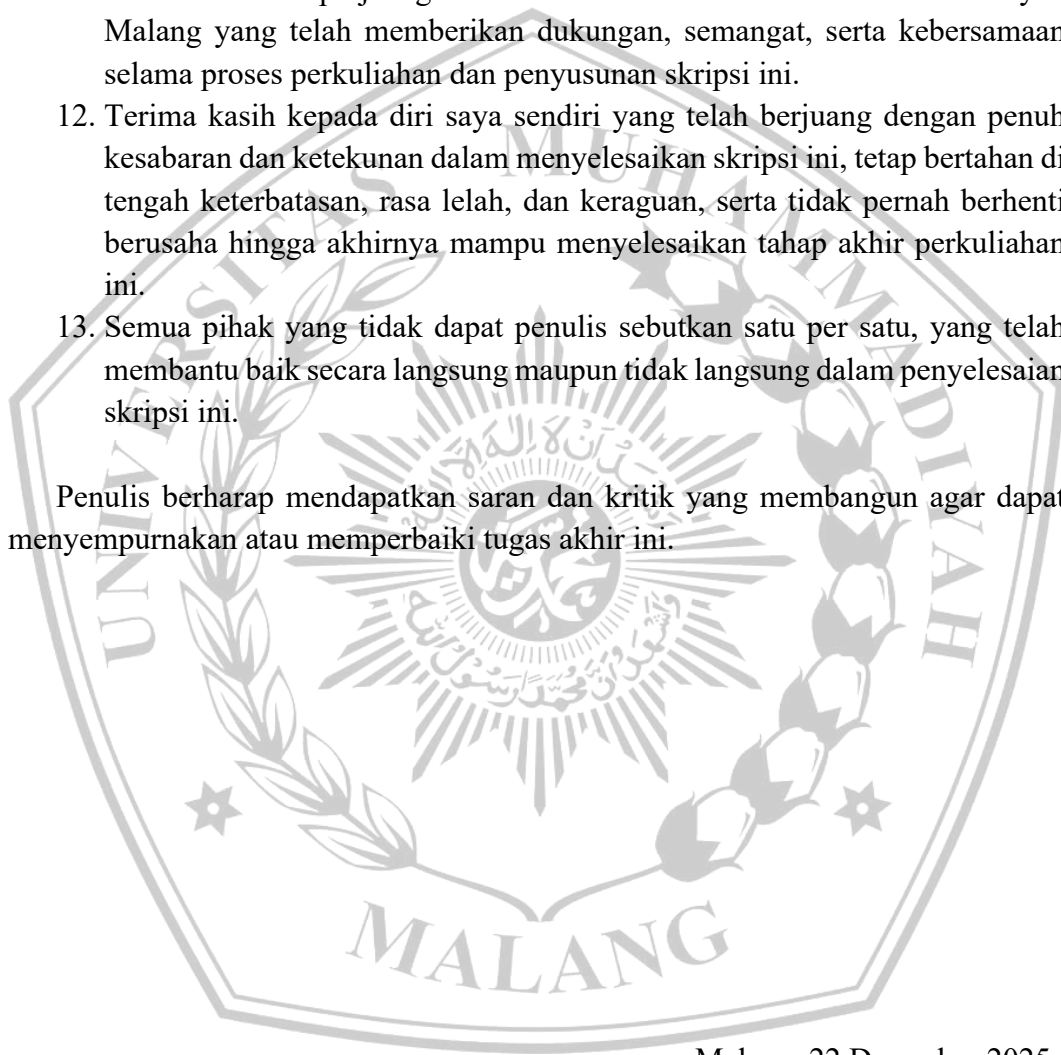 Malang yang telah memberikan dukungan, semangat, serta kebersamaan
selama proses perkuliahan dan penyusunan skripsi ini.
12. Terima kasih kepada diri saya sendiri yang telah berjuang dengan penuh
kesabaran dan ketekunan dalam menyelesaikan skripsi ini, tetap bertahan di
tengah keterbatasan, rasa lelah, dan keraguan, serta tidak pernah berhenti
berusaha hingga akhirnya mampu menyelesaikan tahap akhir perkuliahan
ini.
13. Semua pihak yang tidak dapat penulis sebutkan satu per satu, yang telah
membantu baik secara langsung maupun tidak langsung dalam penyelesaian
skripsi ini.
Penulis berharap mendapatkan saran dan kritik yang membangun agar dapat
menyempurnakan atau memperbaiki tugas akhir ini.
UNIVERSITAS MUHAMMADIYAH
MALANG